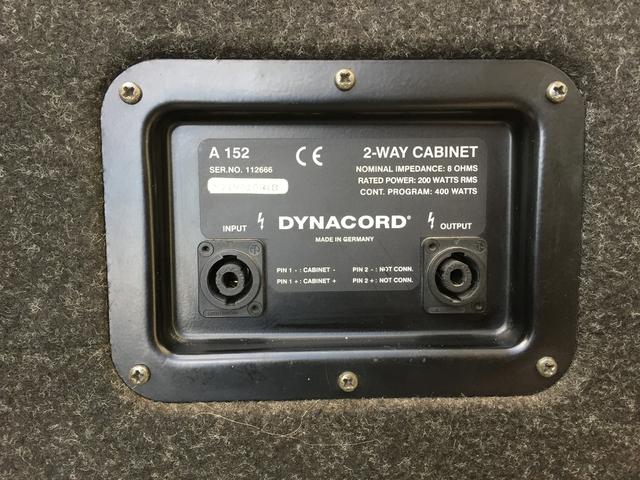 A 152
SER.NO. 112666
CE
2-WAY CABINET
NOMINAL IMPEDANCE: 8 OHMS
RATED POWER: 200 WATTS RMS
CONT. PROGRAM: 400 WATTS
INPUT
DYNACORD®
OUTPUT
MADE IN GERMANY
PIN 1 - : CABINET - PIN 2 - : NOT CONN.
PIN 1 + : CABINET + PIN 2 + : NOT CONN.